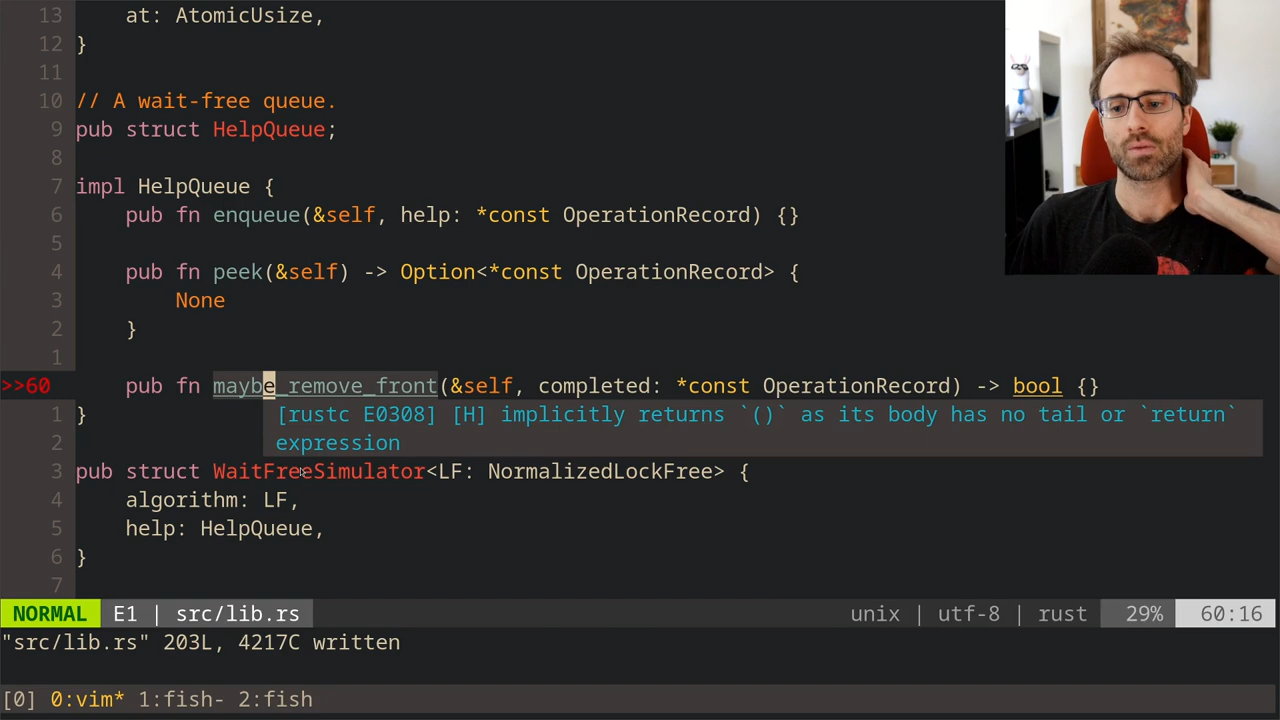 13 at: AtomicUsize,
12 }
11
10 // A wait-free queue.
9 pub struct HelpQueue;
8
7 impl HelpQueue {
6 pub fn enqueue(&self, help: *const OperationRecord) {}
5
4 pub fn peek(&self) -> Option<*const OperationRecord> {
3 None
2 }
1
>>60 pub fn maybe_remove_front(&self, completed: *const OperationRecord) -> bool {}
1 }
[rustc E0308] [H] implicitly returns `()` as its body has no tail or `return`
2
expression
3 pub struct WaitFreeSimulator<LF: NormalizedLockFree> {
4 algorithm: LF,
5 help: HelpQueue,
6 }
7
NORMAL E1 | src/lib.rs unix | utf-8 | rust 29% 60:16
"src/lib.rs" 203L, 4217C written
[0] 0:vim* 1:fish- 2:fish